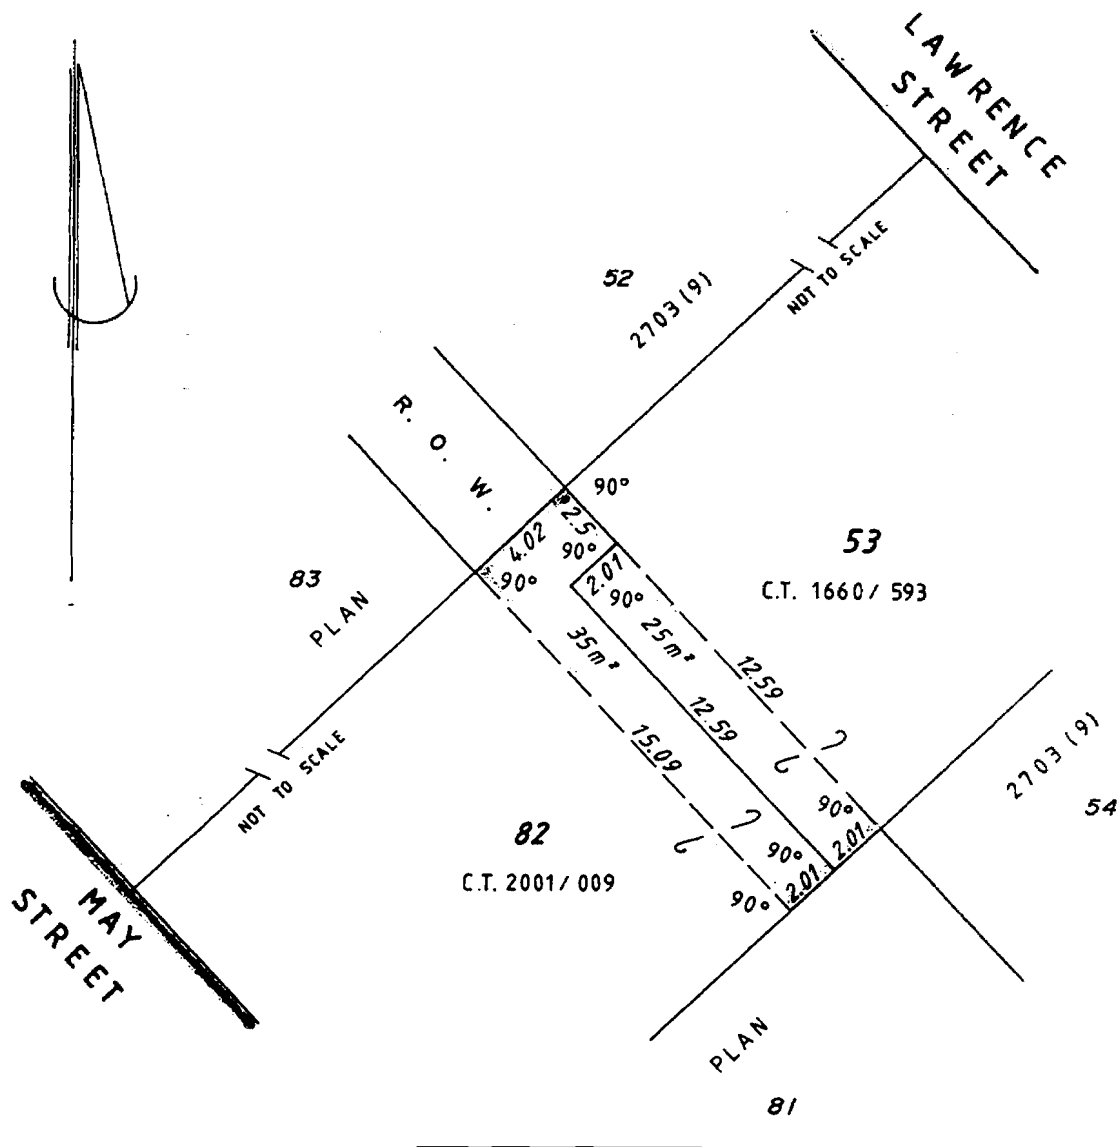 LAWRENCE
STREET
NOT TO SCALE
52
2703 (9)
R. O. W.
90°
2.5
4.02
90°
2.01
90°
90°
53
C.T. 1660 / 593
83
PLAN
35m²
25m²
12.59
12.59
15.09
NOT TO SCALE
2703 (9)
54
90°
2.01
90°
2.01
90°
82
C.T. 2001 / 009
MAY
STREET
PLAN
81